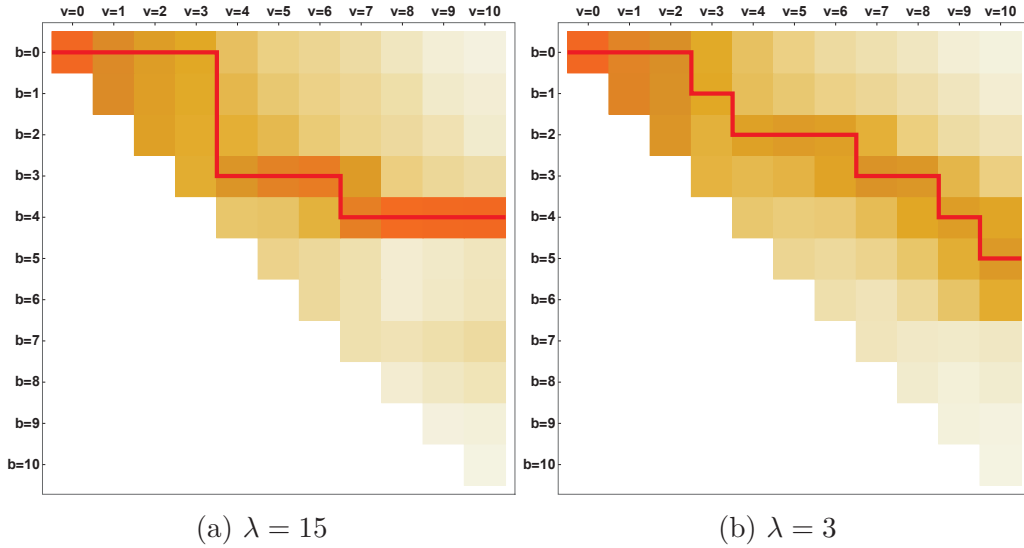 v=0 v=1 v=2 v=3 v=4 v=5 v=6 v=7 v=8 v=9 v=10
b=0
b=1
b=2
b=3
b=4
b=5
b=6
b=7
b=8
b=9
b=10
(a) λ = 15
v=0 v=1 v=2 v=3 v=4 v=5 v=6 v=7 v=8 v=9 v=10
b=0
b=1
b=2
b=3
b=4
b=5
b=6
b=7
b=8
b=9
b=10
(b) λ = 3